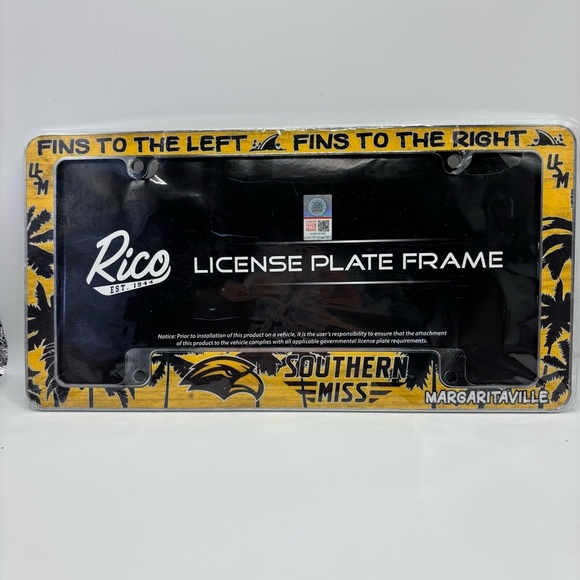 FINS TO THE LEFT FINS TO THE RIGHT
Rico
EST. 1944
LICENSE PLATE FRAME
Notice: Prior to installation of this product on a vehicle, it is the user's responsibility to ensure that the attachment
of this product to the vehicle complies with all applicable governmental license plate requirements.
SOUTHERN
MISS
MARGARITAVILLE